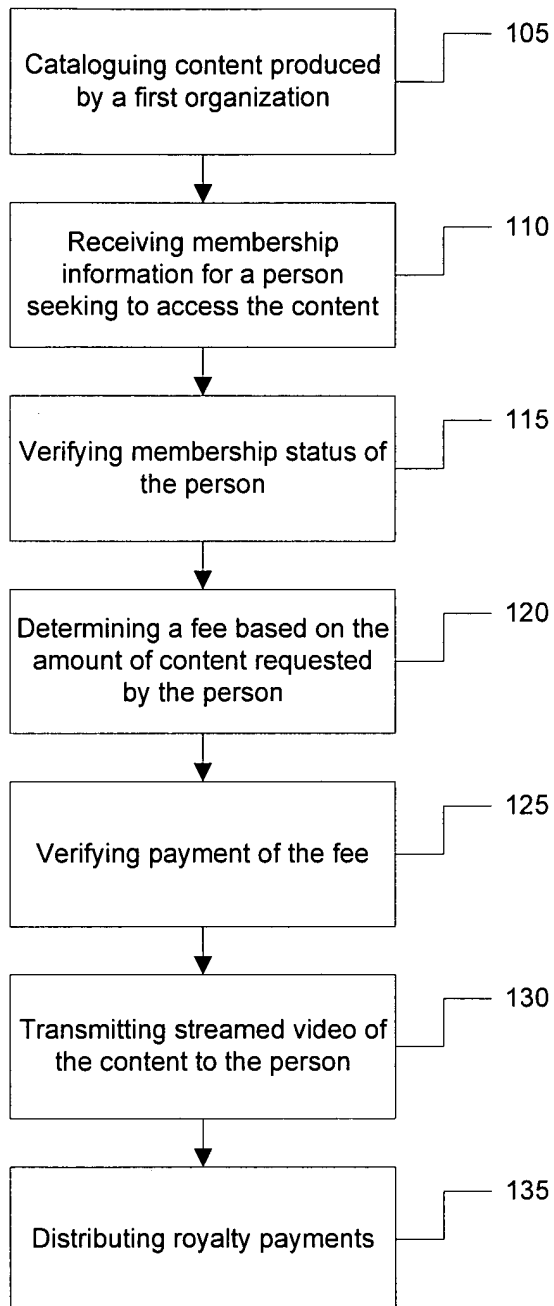 Cataloguing content produced
by a first organization
105
Receiving membership
information for a person
seeking to access the content
110
Verifying membership status of
the person
115
Determining a fee based on the
amount of content requested
by the person
120
Verifying payment of the fee
125
Transmitting streamed video of
the content to the person
130
Distributing royalty payments
135